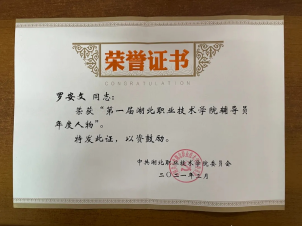 荣誉证书
CONGRATULATION
罗安文 同志：
荣获“第一届湖北职业技术学院辅导员
年度人物”。
特发此证，以资鼓励。
中共湖北职业技术学院委员会
二〇二一年三月